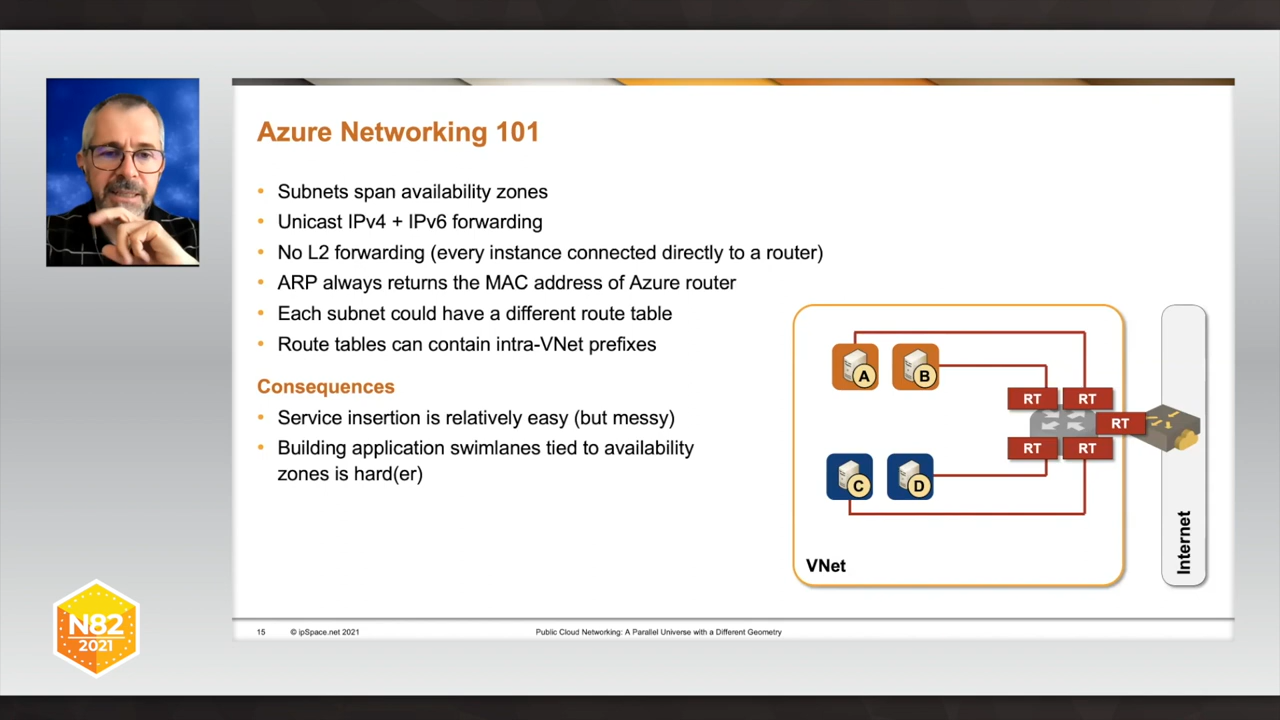 Azure Networking 101
• Subnets span availability zones
• Unicast IPv4 + IPv6 forwarding
• No L2 forwarding (every instance connected directly to a router)
• ARP always returns the MAC address of Azure router
• Each subnet could have a different route table
• Route tables can contain intra-VNet prefixes
Consequences
• Service insertion is relatively easy (but messy)
• Building application swimlanes tied to availability
zones is hard(er)
A B
RT RT
RT
RT RT
C D
VNet
Internet
N82
2021
15 © ipSpace.net 2021 Public Cloud Networking: A Parallel Universe with a Different Geometry